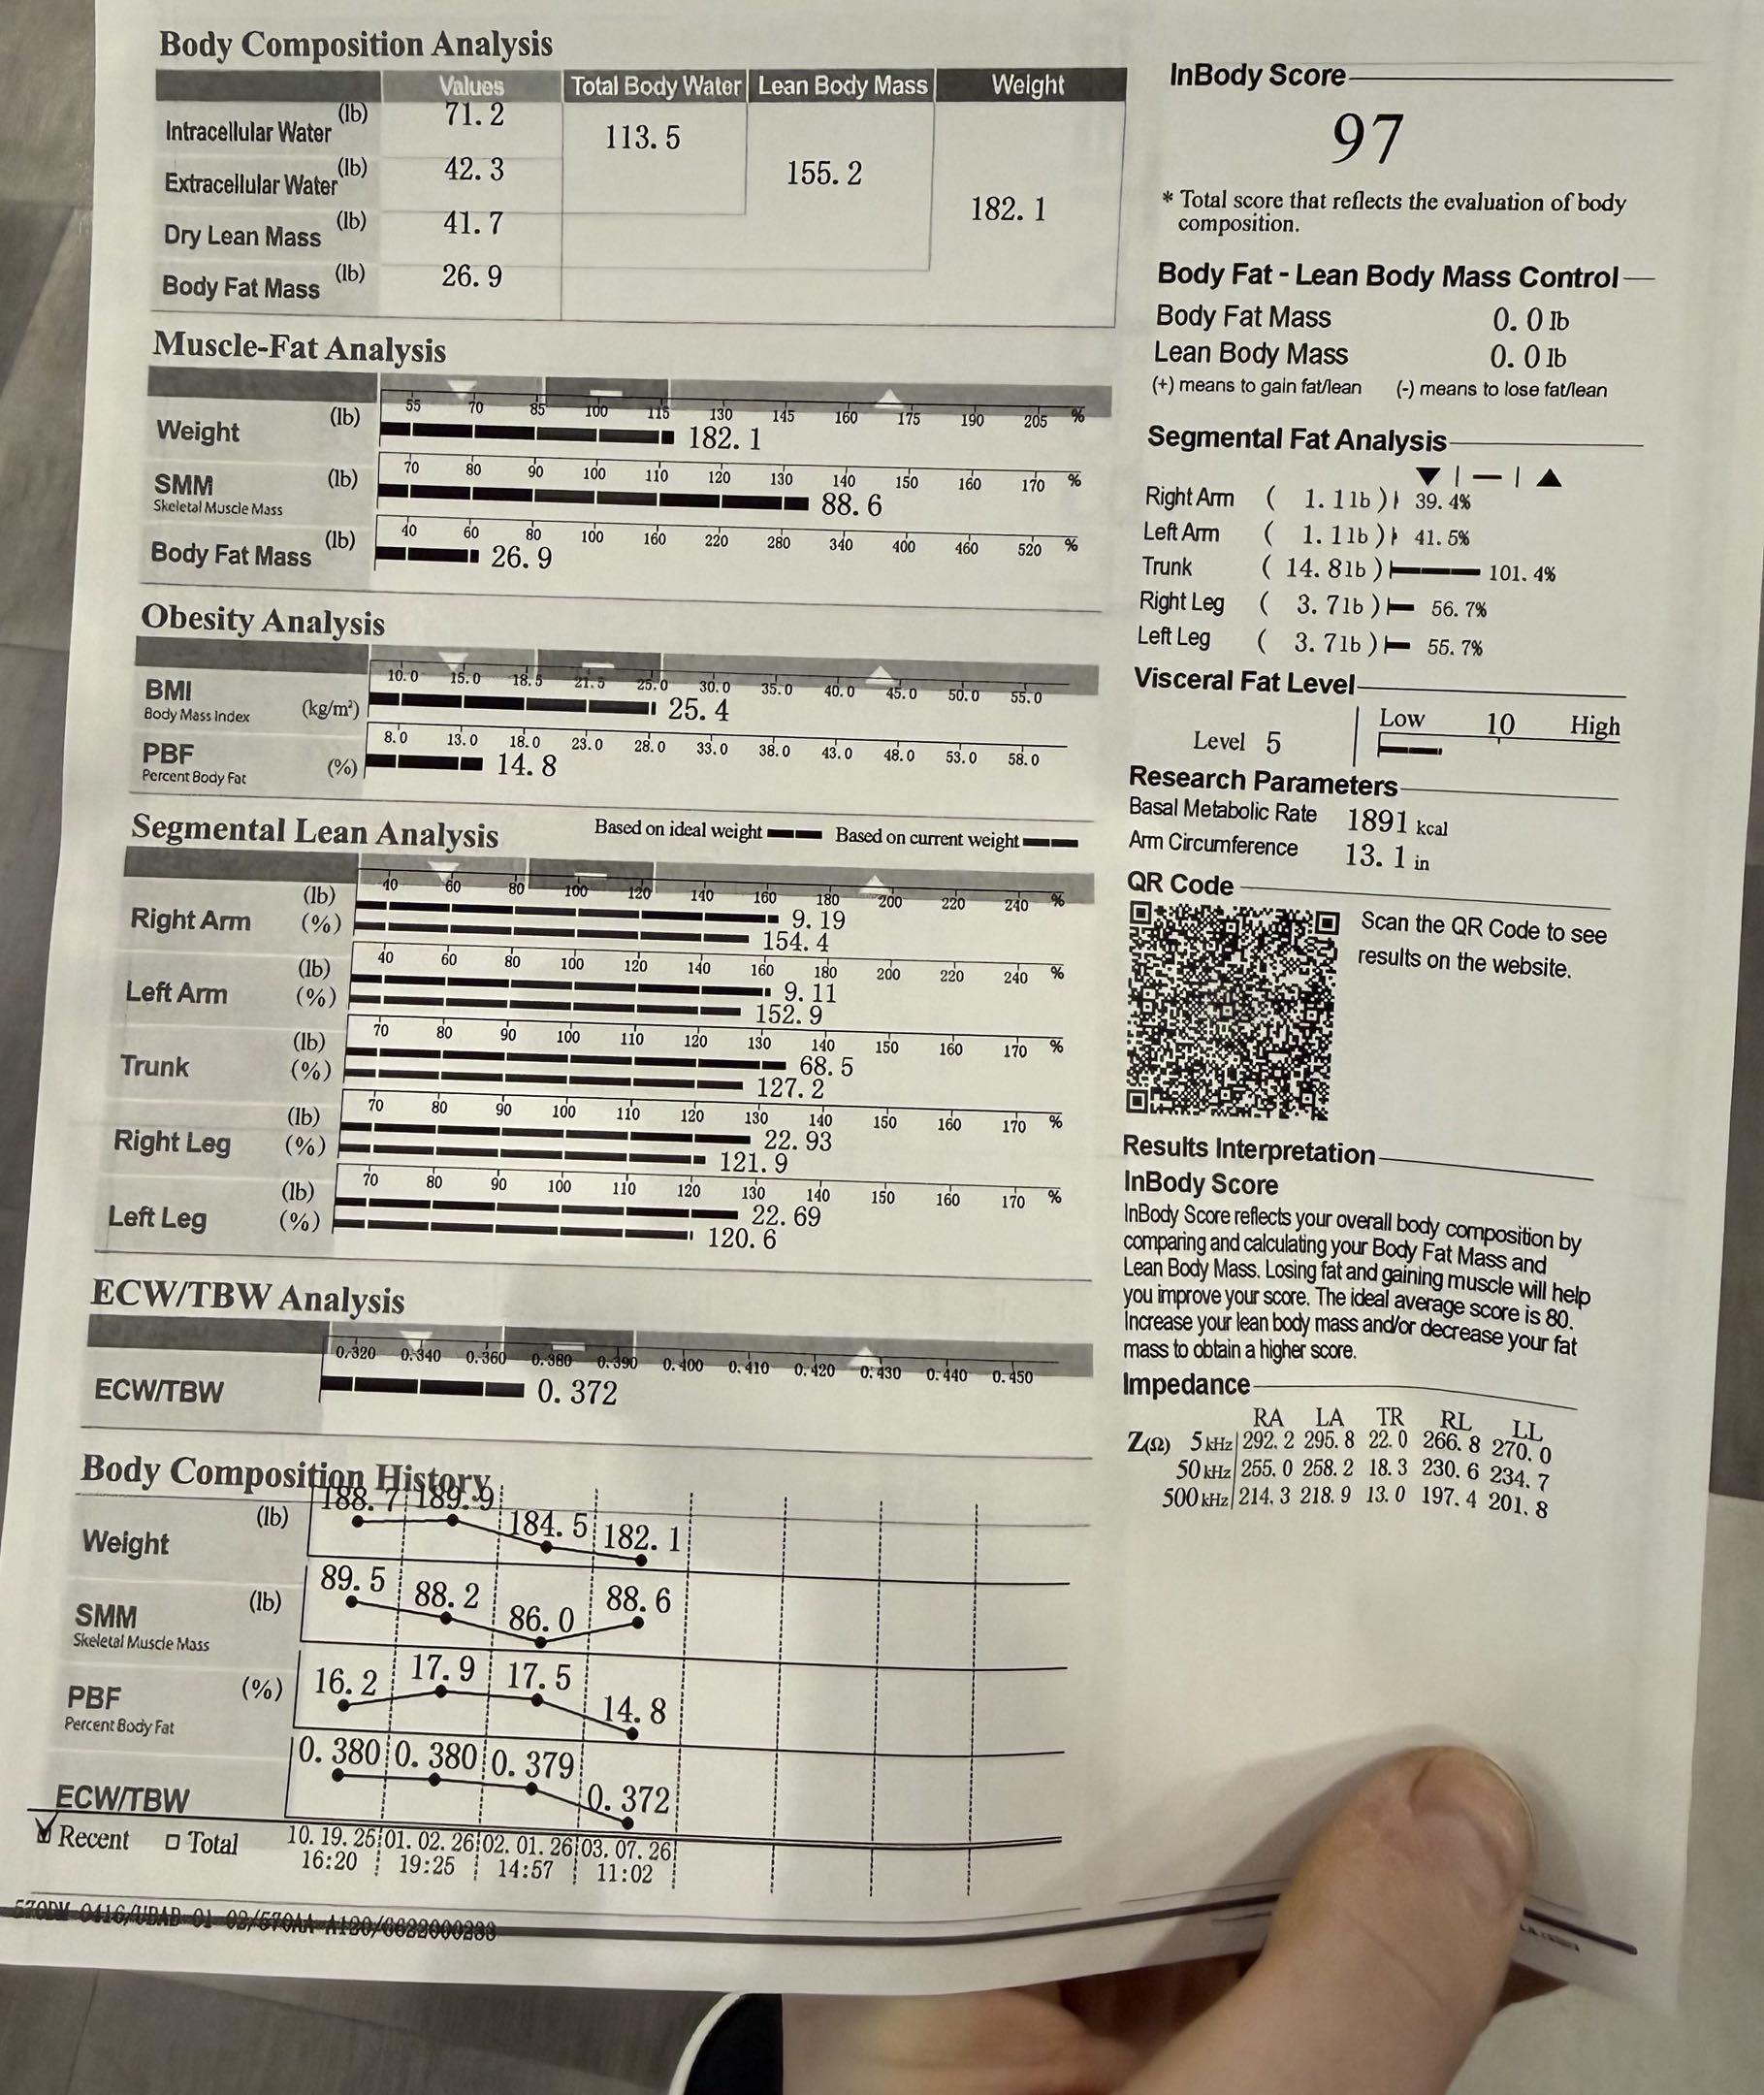 Body Composition Analysis
Values Total Body Water Lean Body Mass Weight
Intracellular Water (lb) 71.2 113.5 155.2 182.1
Extracellular Water (lb) 42.3
Dry Lean Mass (lb) 41.7
Body Fat Mass (lb) 26.9
Muscle-Fat Analysis
55 70 85 100 115 130 145 160 175 190 205 %
Weight (lb) 182.1
70 80 90 100 110 120 130 140 150 160 170 %
SMM (lb) 88.6
Skeletal Muscle Mass
40 60 80 100 160 220 280 340 400 460 520 %
Body Fat Mass (lb) 26.9
Obesity Analysis
10.0 15.0 18.5 21.5 25.0 30.0 35.0 40.0 45.0 50.0 55.0
BMI (kg/m²) 25.4
Body Mass Index
8.0 13.0 18.0 23.0 28.0 33.0 38.0 43.0 48.0 53.0 58.0
PBF (%) 14.8
Percent Body Fat
Segmental Lean Analysis Based on ideal weight Based on current weight
40 60 80 100 120 140 160 180 200 220 240 %
Right Arm (lb) 9.19
(%) 154.4
40 60 80 100 120 140 160 180 200 220 240 %
Left Arm (lb) 9.11
(%) 152.9
70 80 90 100 110 120 130 140 150 160 170 %
Trunk (lb) 68.5
(%) 127.2
70 80 90 100 110 120 130 140 150 160 170 %
Right Leg (lb) 22.93
(%) 121.9
70 80 90 100 110 120 130 140 150 160 170 %
Left Leg (lb) 22.69
(%) 120.6
ECW/TBW Analysis
0.320 0.340 0.360 0.380 0.390 0.400 0.410 0.420 0.430 0.440 0.450
ECW/TBW 0.372
Body Composition History
Weight (lb) 188.7 189.9 184.5 182.1
SMM (lb) 89.5 88.2 86.0 88.6
Skeletal Muscle Mass
PBF (%) 16.2 17.9 17.5 14.8
Percent Body Fat
ECW/TBW 0.380 0.380 0.379 0.372
Recent Total 10.19.25 01.02.26 02.01.26 03.07.26
16:20 19:25 14:57 11:02
InBody Score
97
* Total score that reflects the evaluation of body
composition.
Body Fat - Lean Body Mass Control
Body Fat Mass 0.0 lb
Lean Body Mass 0.0 lb
(+) means to gain fat/lean (-) means to lose fat/lean
Segmental Fat Analysis
Right Arm ( 1.1lb) 39.4%
Left Arm ( 1.1lb) 41.5%
Trunk ( 14.8lb) 101.4%
Right Leg ( 3.7lb) 56.7%
Left Leg ( 3.7lb) 55.7%
Visceral Fat Level
Low 10 High
Level 5
Research Parameters
Basal Metabolic Rate 1891 kcal
Arm Circumference 13.1 in
QR Code
Scan the QR Code to see
results on the website.
Results Interpretation
InBody Score
InBody Score reflects your overall body composition by
comparing and calculating your Body Fat Mass and
Lean Body Mass. Losing fat and gaining muscle will help
you improve your score. The ideal average score is 80.
Increase your lean body mass and/or decrease your fat
mass to obtain a higher score.
Impedance
RA LA TR RL LL
Z(Ω) 5 kHz 292.2 295.8 22.0 266.8 270.0
50 kHz 255.0 258.2 18.3 230.6 234.7
500 kHz 214.3 218.9 13.0 197.4 201.8